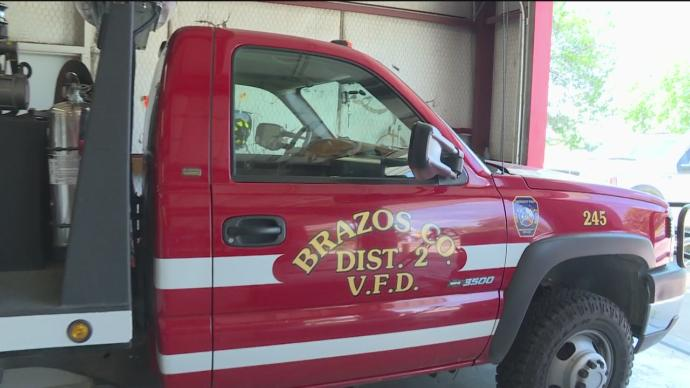 BRAZOS CO.
DIST. 2
V.F.D.
3500
245